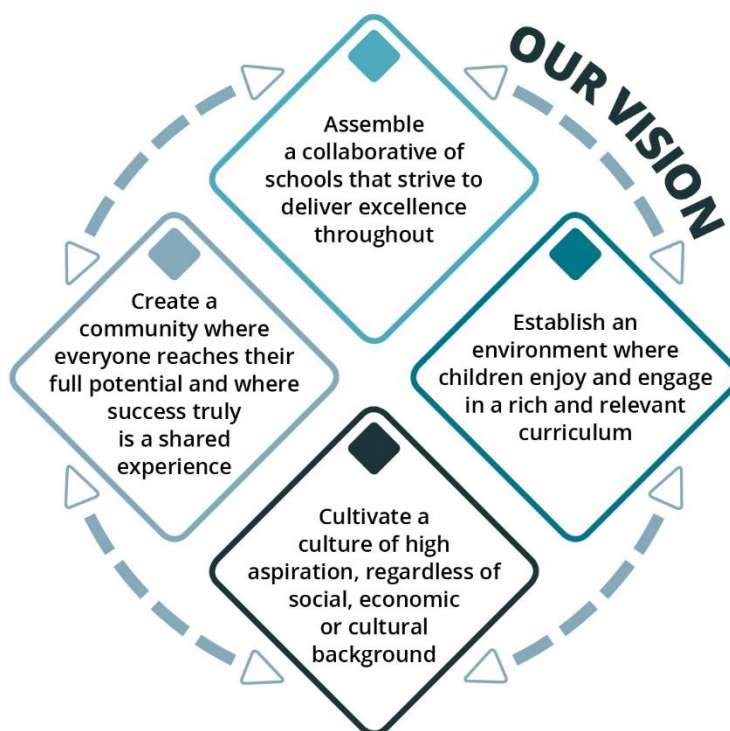 OUR VISION
Assemble
a collaborative of
schools that strive to
deliver excellence
throughout
Establish an
environment where
children enjoy and engage
in a rich and relevant
curriculum
Cultivate a
culture of high
aspiration, regardless of
social, economic
or cultural
background
Create a
community where
everyone reaches their
full potential and where
success truly
is a shared
experience